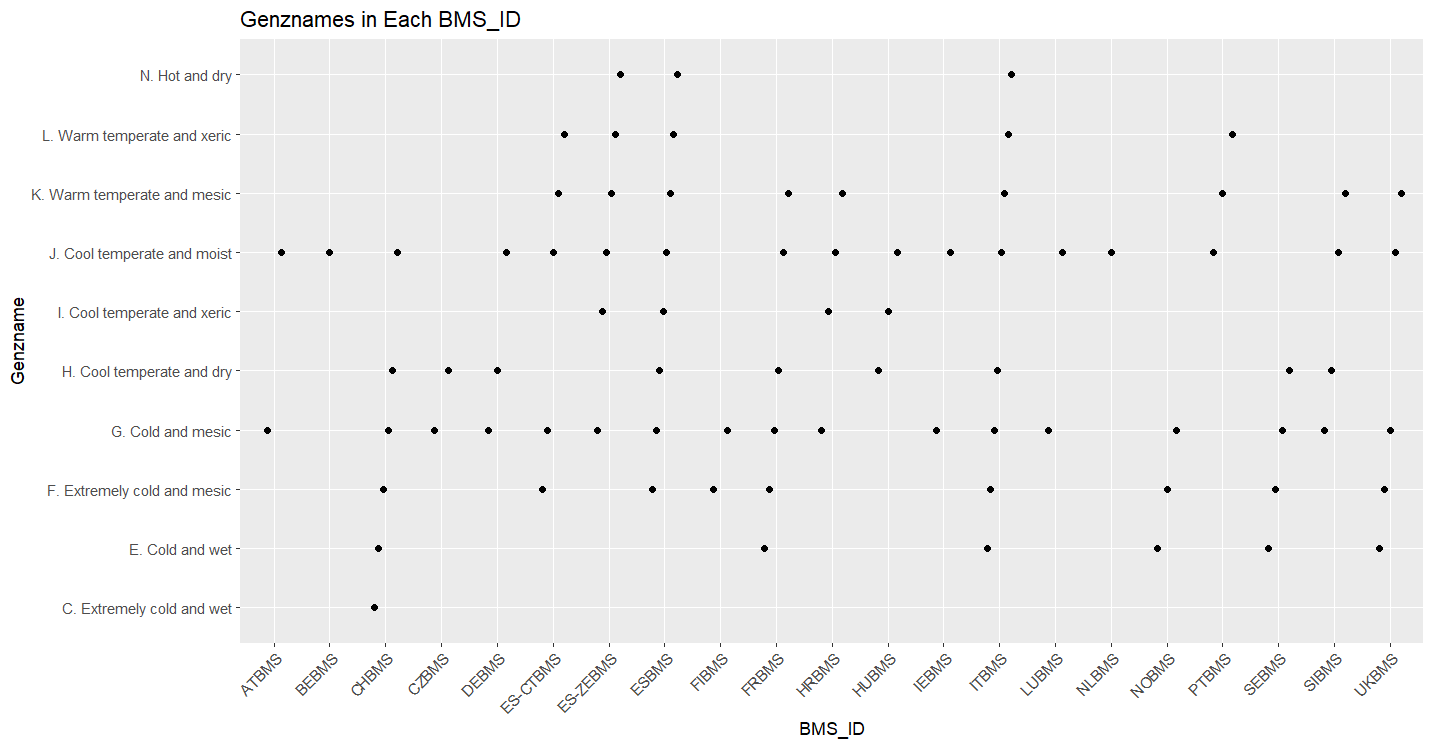 Genznames in Each BMS_ID
Genzname
N. Hot and dry
L. Warm temperate and xeric
K. Warm temperate and mesic
J. Cool temperate and moist
I. Cool temperate and xeric
H. Cool temperate and dry
G. Cold and mesic
F. Extremely cold and mesic
E. Cold and wet
C. Extremely cold and wet
ATBMS
BEBMS
CHBMS
CZBMS
DEBMS
ES-CTBMS
ES-ZEBMS
ESBMS
FIBMS
FRBMS
HRBMS
HUBMS
IEBMS
ITBMS
LUBMS
NLBMS
NOBMS
PTBMS
SEBMS
SIBMS
UKBMS
BMS_ID